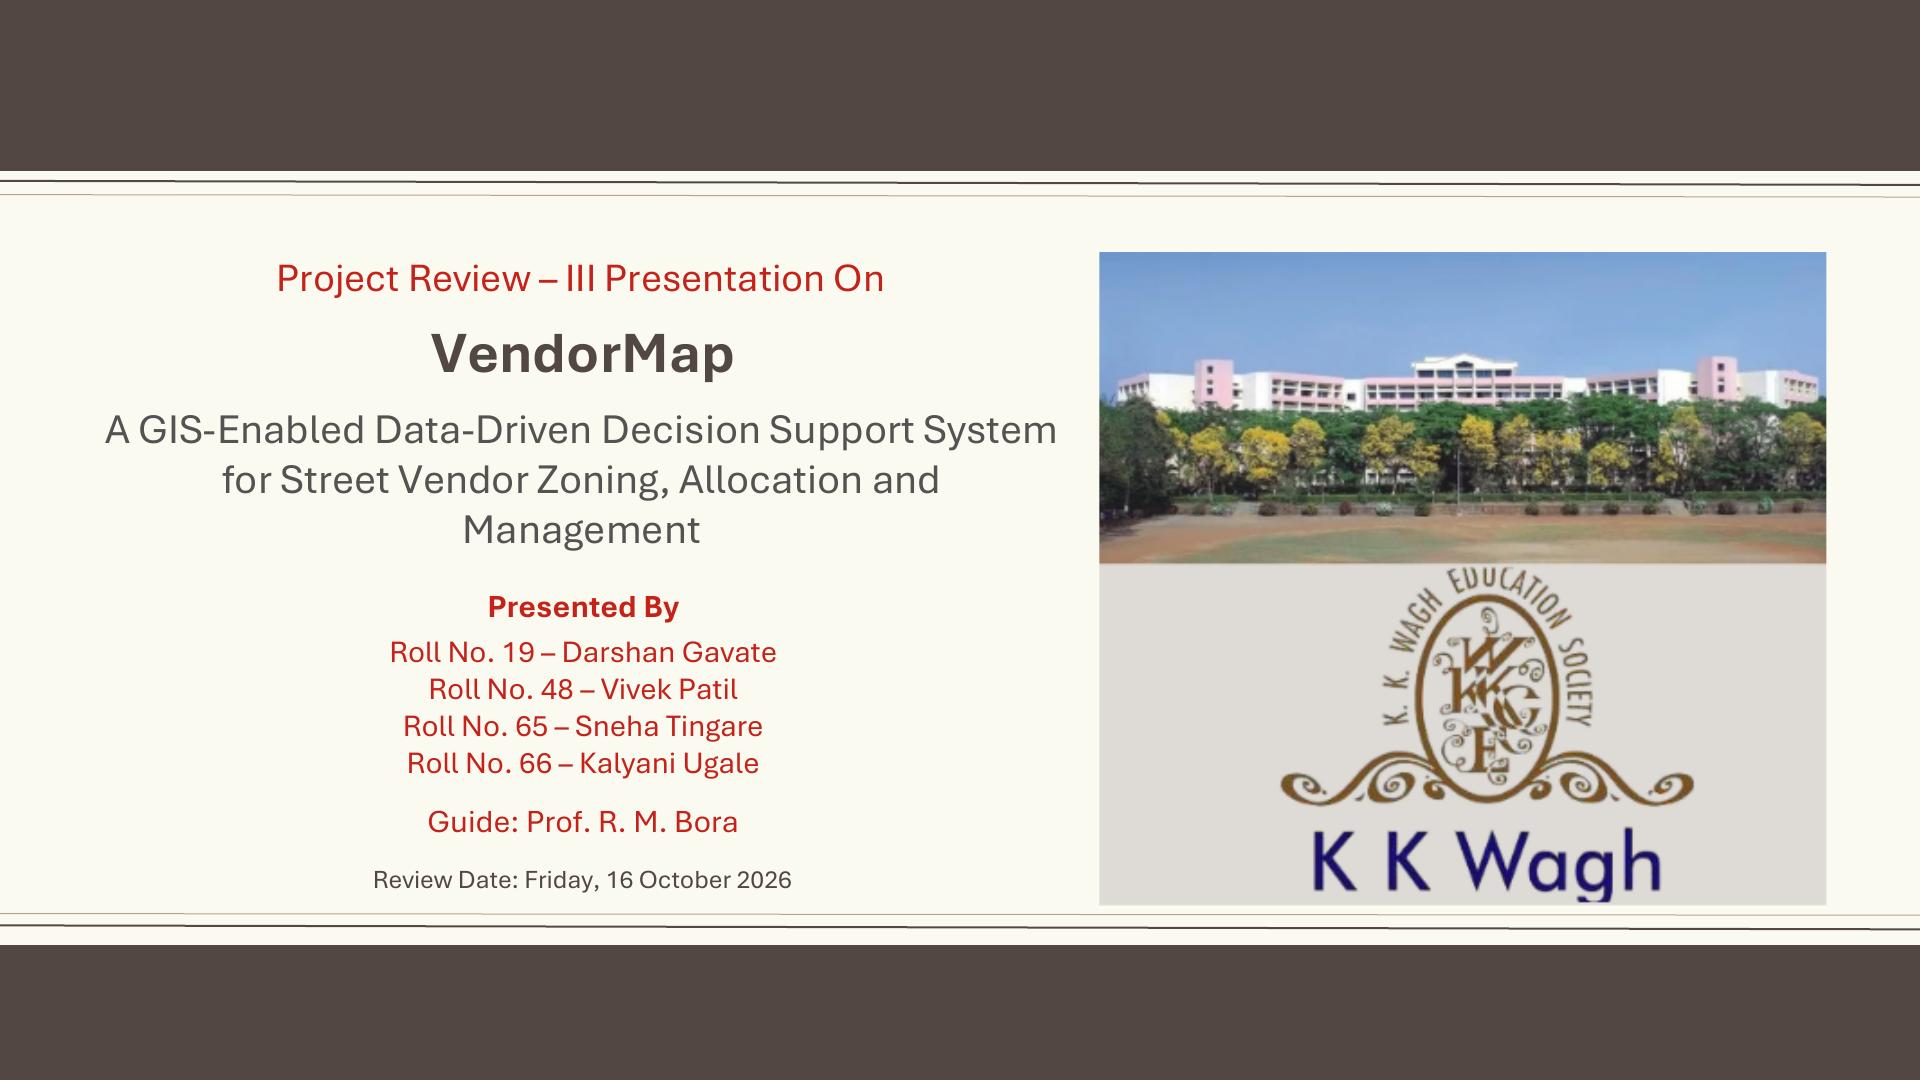 Project Review – III Presentation On
VendorMap
A GIS-Enabled Data-Driven Decision Support System
for Street Vendor Zoning, Allocation and
Management
Presented By
Roll No. 19 – Darshan Gavate
Roll No. 48 – Vivek Patil
Roll No. 65 – Sneha Tingare
Roll No. 66 – Kalyani Ugale
Guide: Prof. R. M. Bora
Review Date: Friday, 16 October 2026
K. K. WAGH EDUCATION SOCIETY
K K Wagh